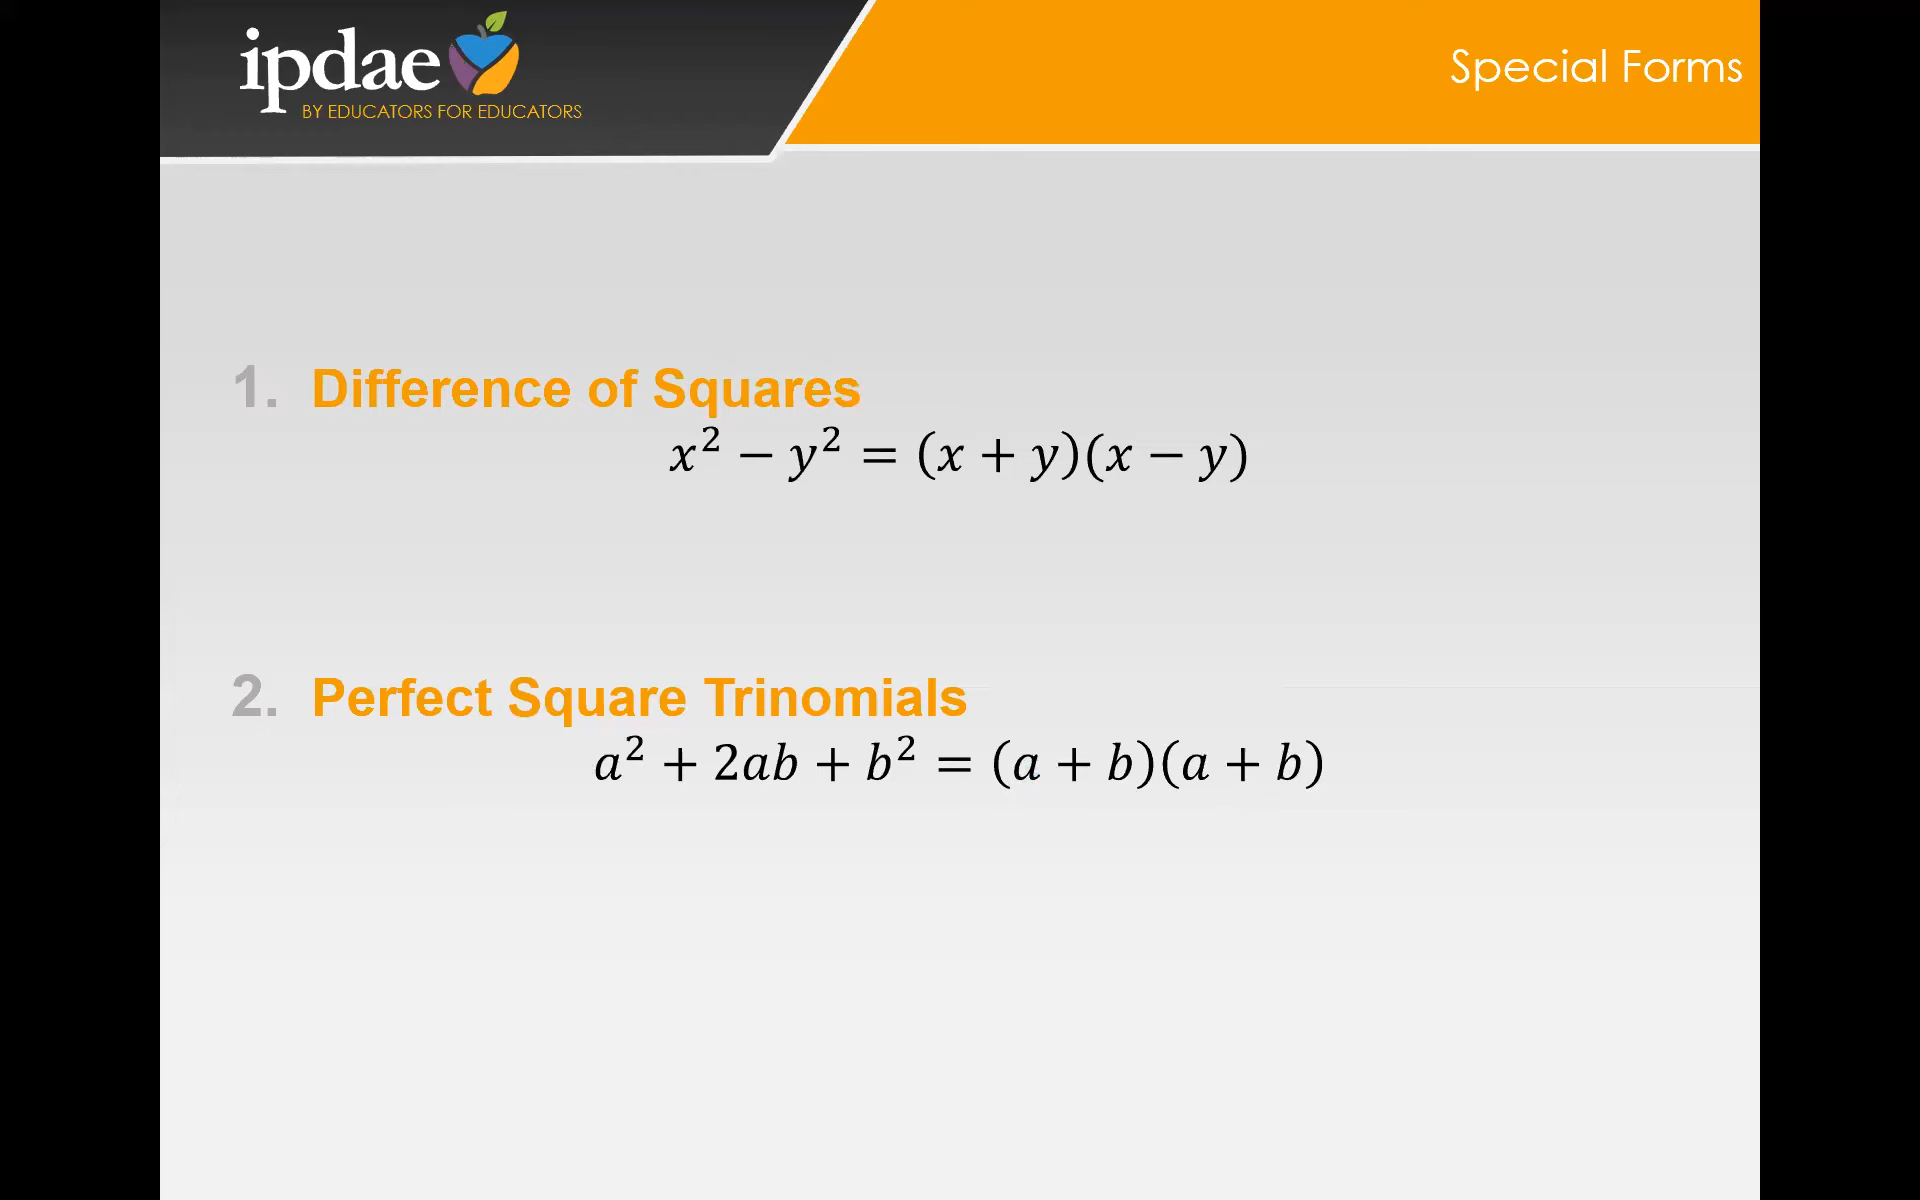 ipdae
BY EDUCATORS FOR EDUCATORS
Special Forms
1. Difference of Squares
x² − y² = (x + y)(x − y)
2. Perfect Square Trinomials
a² + 2ab + b² = (a + b)(a + b)